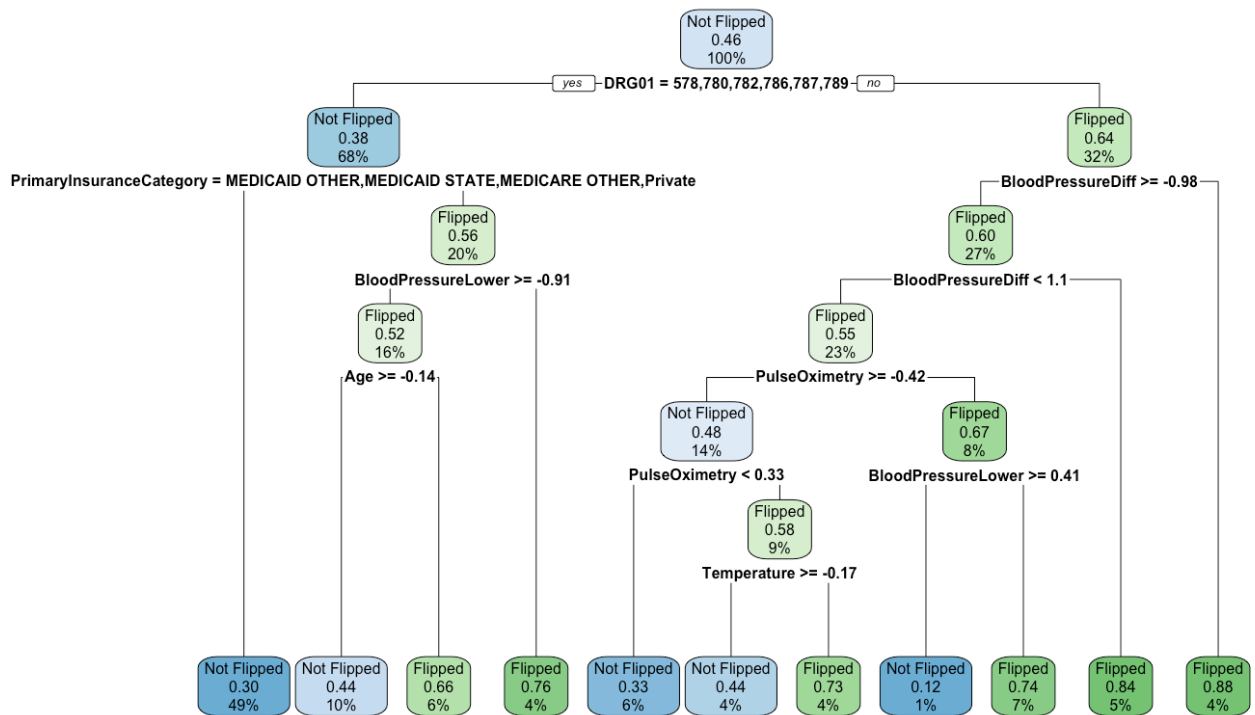 Not Flipped
0.46
100%
yes
DRG01 = 578,780,782,786,787,789
no
Not Flipped
0.38
68%
Flipped
0.64
32%
PrimaryInsuranceCategory = MEDICAID OTHER,MEDICAID STATE,MEDICARE OTHER,Private
BloodPressureDiff >= -0.98
Flipped
0.56
20%
Flipped
0.60
27%
BloodPressureLower >= -0.91
BloodPressureDiff < 1.1
Flipped
0.52
16%
Flipped
0.55
23%
Age >= -0.14
PulseOximetry >= -0.42
Not Flipped
0.48
14%
Flipped
0.67
8%
PulseOximetry < 0.33
BloodPressureLower >= 0.41
Flipped
0.58
9%
Temperature >= -0.17
Not Flipped
0.30
49%
Not Flipped
0.44
10%
Flipped
0.66
6%
Flipped
0.76
4%
Not Flipped
0.33
6%
Not Flipped
0.44
4%
Flipped
0.73
4%
Not Flipped
0.12
1%
Flipped
0.74
7%
Flipped
0.84
5%
Flipped
0.88
4%